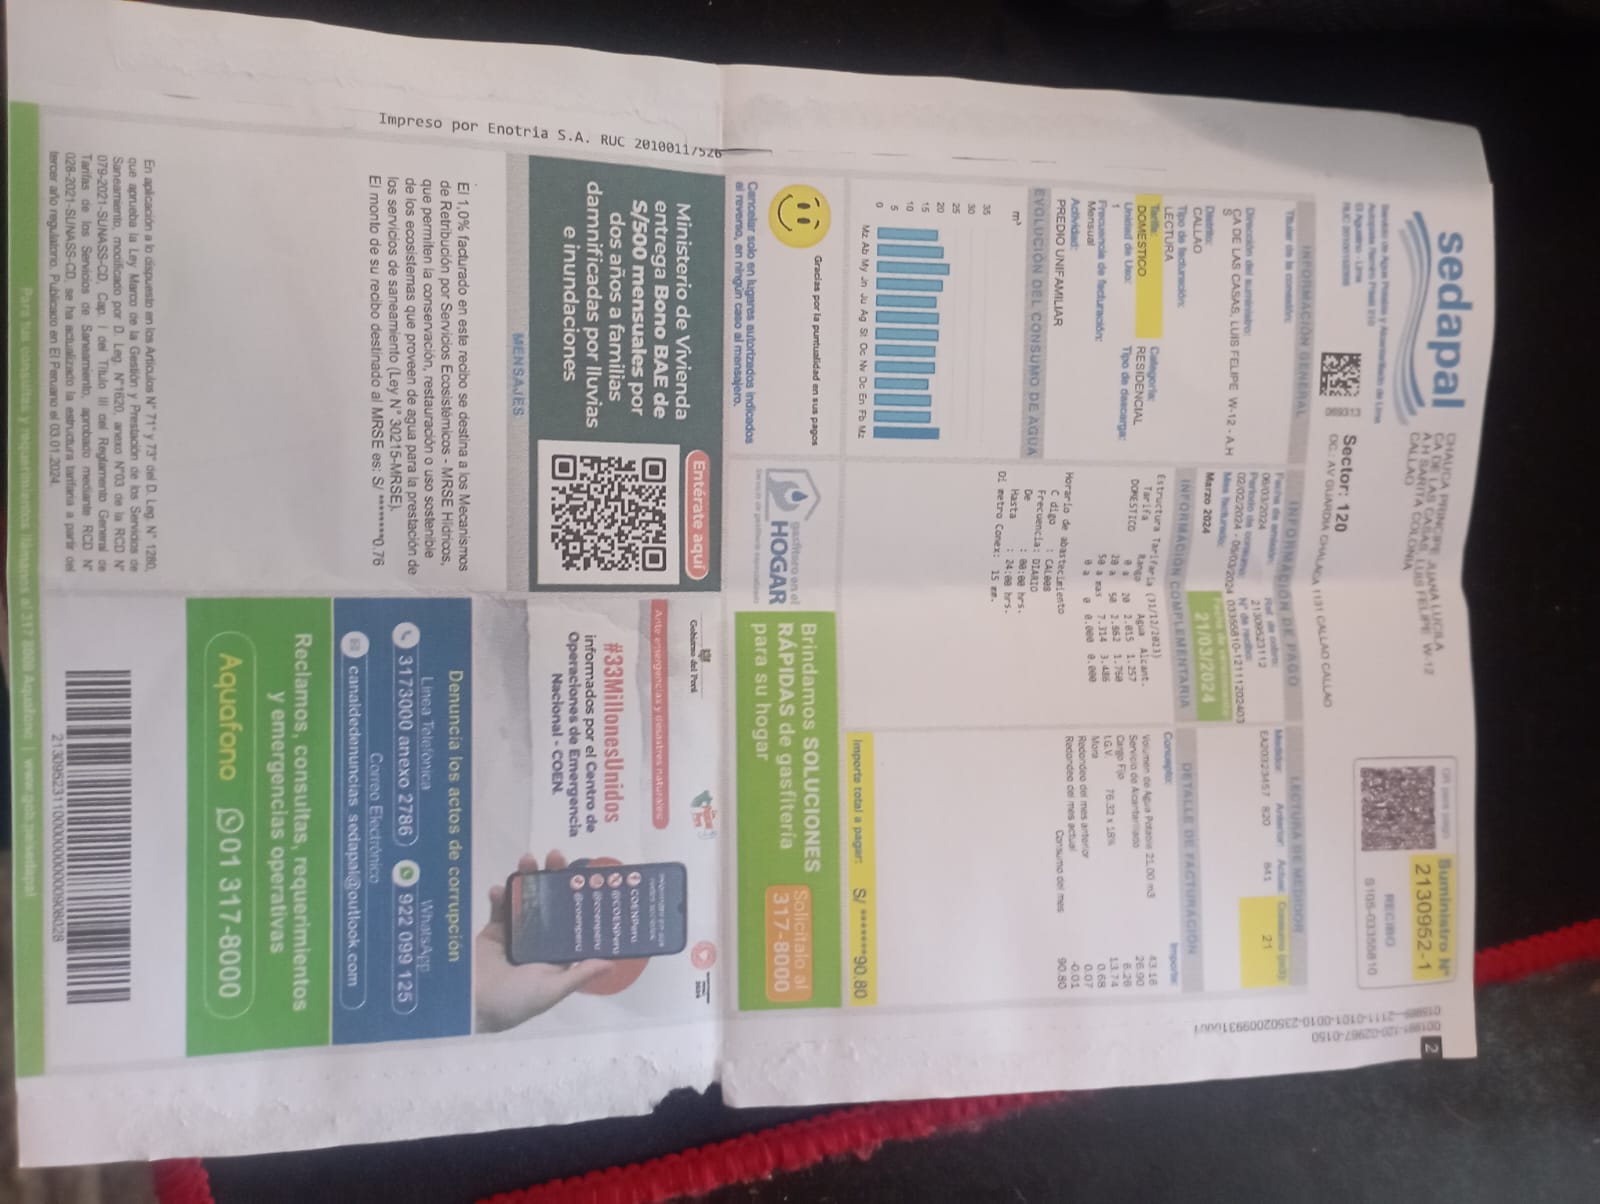 sedapal
Servicio de Agua Potable y Alcantarillado de Lima
069313
CHAUCA PRINCIPE, JUANA LUCILA
CA DE LAS CASAS, LUIS FELIPE W-12
A H SARITA COLONIA
CALLAO
Sector: 120
OC: AV GUARDIA CHALACA 1131 CALLAO CALLAO
QR para pago
Suministro N°
2130952-1
RECIBO
S105-03355810
2
INFORMACIÓN GENERAL
Titular de la conexión:
Dirección del suministro:
CA DE LAS CASAS, LUIS FELIPE W-12 - A.H
S
Distrito:
CALLAO
Tipo de facturación:
LECTURA
Tarifa:
DOMESTICO
Categoría:
RESIDENCIAL
Unidad de Uso:
1
Tipo de descarga:
Frecuencia de facturación:
Mensual
Actividad:
PREDIO UNIFAMILIAR
EVOLUCIÓN DEL CONSUMO DE AGUA
m³
35
30
25
20
15
10
5
0
Mz Ab My Jn Ju Ag St Oc Nv Dc En Fb Mz
Gracias por la puntualidad en sus pagos
Cancelar solo en lugares autorizados indicados
al reverso, en ningún caso al mensajero.
INFORMACIÓN DE PAGO
Fecha de emisión:
06/03/2024
Ref. de cobro:
21309523112
Periodo de consumo:
02/02/2024 - 05/03/2024
N° de recibo:
03355810-12111202403
Mes facturado:
Marzo 2024
Fecha de vencimiento
21/03/2024
INFORMACIÓN COMPLEMENTARIA
Estructura Tarifaria (31/12/2023)
Tarifa Rango Agua Alcant.
DOMESTICO 0 a 20 2.015 1.257
20 a 50 2.862 1.750
50 a mas 7.314 3.486
0 a 0 0.000 0.000
Horario de abastecimiento
C digo : CAL008
Frecuencia: DIARIO
De : 00:00 hrs.
Hasta : 24:00 hrs.
Di metro Conex: 15 mm.
LECTURA DE MEDIDOR
Medidor: Anterior: Actual: Consumo (m3):
EA20323457 820 841 21
DETALLE DE FACTURACIÓN
Concepto: Importe:
Volumen de Agua Potable 21.00 m3 43.16
Servicio de Alcantarillado 26.90
Cargo Fijo 6.26
I.G.V. 76.32 x 18% 13.74
Mora 0.68
Redondeo del mes anterior 0.07
Redondeo del mes actual -0.01
Consumo del mes 90.80
Importe total a pagar: S/ *******90.80
gasfitero en el
HOGAR
Brindamos SOLUCIONES
RÁPIDAS de gasfitería
para su hogar
Solicítalo al
317-8000
Impreso por Enotria S.A. RUC 20100117526
Ministerio de Vivienda
entrega Bono BAE de
S/500 mensuales por
dos años a familias
damnificadas por lluvias
e inundaciones
Entérate aquí
MENSAJES
El 1,0% facturado en este recibo se destina a los Mecanismos
de Retribución por Servicios Ecosistémicos - MRSE Hídricos,
que permiten la conservación, restauración o uso sostenible
de los ecosistemas que proveen de agua para la prestación de
los servicios de saneamiento (Ley N° 30215-MRSE).
El monto de su recibo destinado al MRSE es: S/ ********0.76
En aplicación a lo dispuesto en los Artículos N° 71° y 73° del D. Leg. N° 1280,
que aprueba la Ley Marco de la Gestión y Prestación de los Servicios de
Saneamiento, modificado por D. Leg. N°1620, anexo N°03 de la RCD N°
079-2021-SUNASS-CD, Cap. I del Título III del Reglamento General de
Tarifas de los Servicios de Saneamiento, aprobado mediante RCD N°
028-2021-SUNASS-CD, se ha actualizado la estructura tarifaria a partir del
tercer año regulatorio. Publicado en El Peruano el 03.01.2024.
Gobierno del Perú
Ante emergencias y desastres naturales
#33MillonesUnidos
informados por el Centro de
Operaciones de Emergencia
Nacional - COEN.
COENPeru
@COENPeru
@coenperu
@coenperu
Denuncia los actos de corrupción
Línea Telefónica WhatsApp
3173000 anexo 2786 922 099 125
Correo Electrónico
canaldedenuncias sedapal@outlook.com
Reclamos, consultas, requerimientos
y emergencias operativas
Aquafono 01 317-8000
Para tus consultas y requerimientos llámanos al 317 8000 Aquafono | www.gob.pe/sedapal